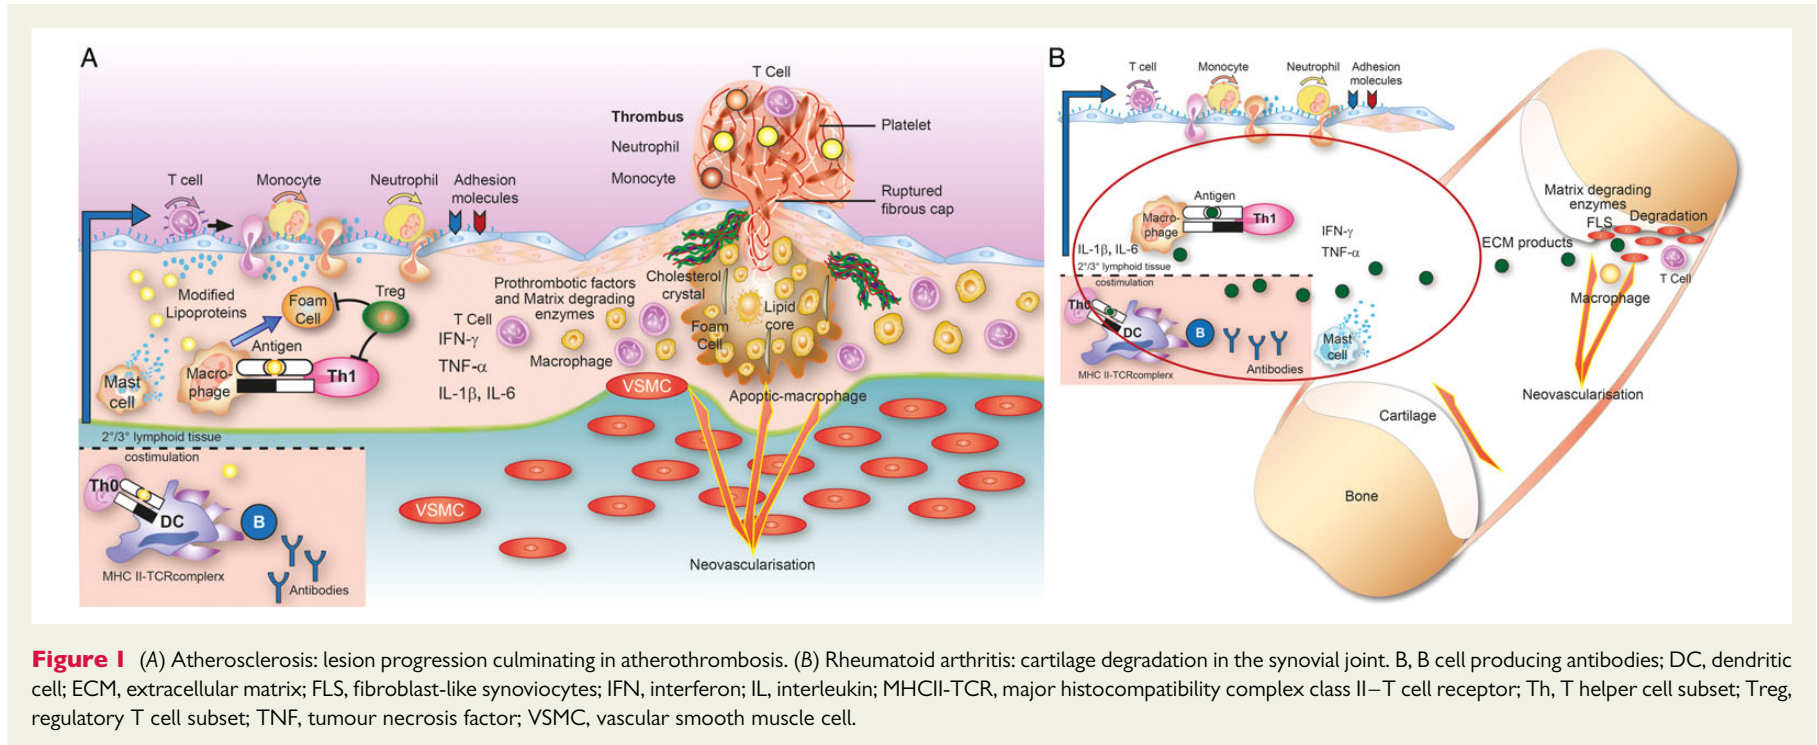 A
T cell
Monocyte
Neutrophil
Adhesion
molecules
Modified
Lipoproteins
Foam
Cell
Treg
Antigen
Macro-
phage
Th1
Mast
cell
T Cell
IFN-γ
TNF-α
IL-1β, IL-6
2°/3° lymphoid tissue
costimulation
Th0
DC
B
MHC II-TCRcomplerx
Antibodies
T Cell
Thrombus
Neutrophil
Monocyte
Platelet
Ruptured
fibrous cap
Prothrombotic factors
and Matrix degrading
enzymes
Macrophage
Cholesterol
crystal
Foam
Cell
Lipid
core
VSMC
Apoptic-macrophage
VSMC
Neovascularisation
B
T cell
Monocyte
Neutrophil
Adhesion
molecules
Antigen
Macro-
phage
Th1
IL-1β, IL-6
IFN-γ
TNF-α
2°/3° lymphoid tissue
costimulation
Th0
DC
B
MHC II-TCRcomplerx
Antibodies
Mast
cell
ECM products
Matrix degrading
enzymes
FLS
Degradation
T Cell
Macrophage
Neovascularisation
Cartilage
Bone
Figure 1 (A) Atherosclerosis: lesion progression culminating in atherothrombosis. (B) Rheumatoid arthritis: cartilage degradation in the synovial joint. B, B cell producing antibodies; DC, dendritic
cell; ECM, extracellular matrix; FLS, fibroblast-like synoviocytes; IFN, interferon; IL, interleukin; MHCII-TCR, major histocompatibility complex class II–T cell receptor; Th, T helper cell subset; Treg,
regulatory T cell subset; TNF, tumour necrosis factor; VSMC, vascular smooth muscle cell.